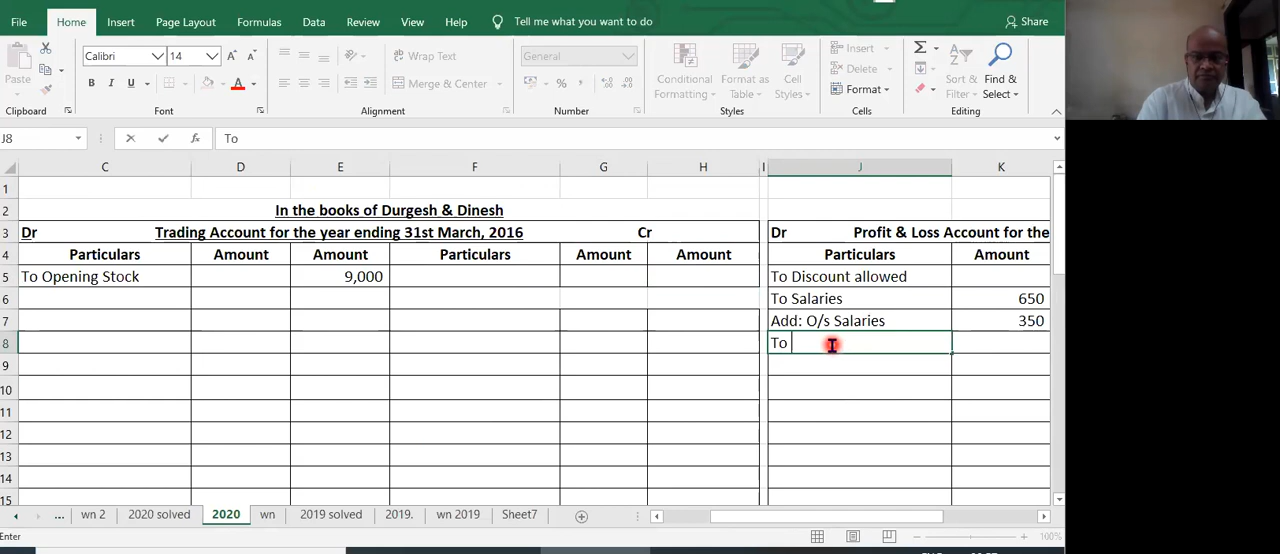 File Home Insert Page Layout Formulas Data Review View Help Tell me what you want to do Share
Paste Calibri 14 A A Wrap Text General Conditional Formatting Format as Table Cell Styles Insert Delete Format Sort & Filter Find & Select
B I U A Merge & Center % ,
Clipboard Font Alignment Number Styles Cells Editing
J8 fx To
C D E F G H I J K
1
2 In the books of Durgesh & Dinesh
3 Dr Trading Account for the year ending 31st March, 2016 Cr Dr Profit & Loss Account for the
4 Particulars Amount Amount Particulars Amount Amount Particulars Amount
5 To Opening Stock 9,000 To Discount allowed
6 To Salaries 650
7 Add: O/s Salaries 350
8 To
9
10
11
12
13
14
15
... wn 2 2020 solved 2020 wn 2019 solved 2019. wn 2019 Sheet7
Enter 100%